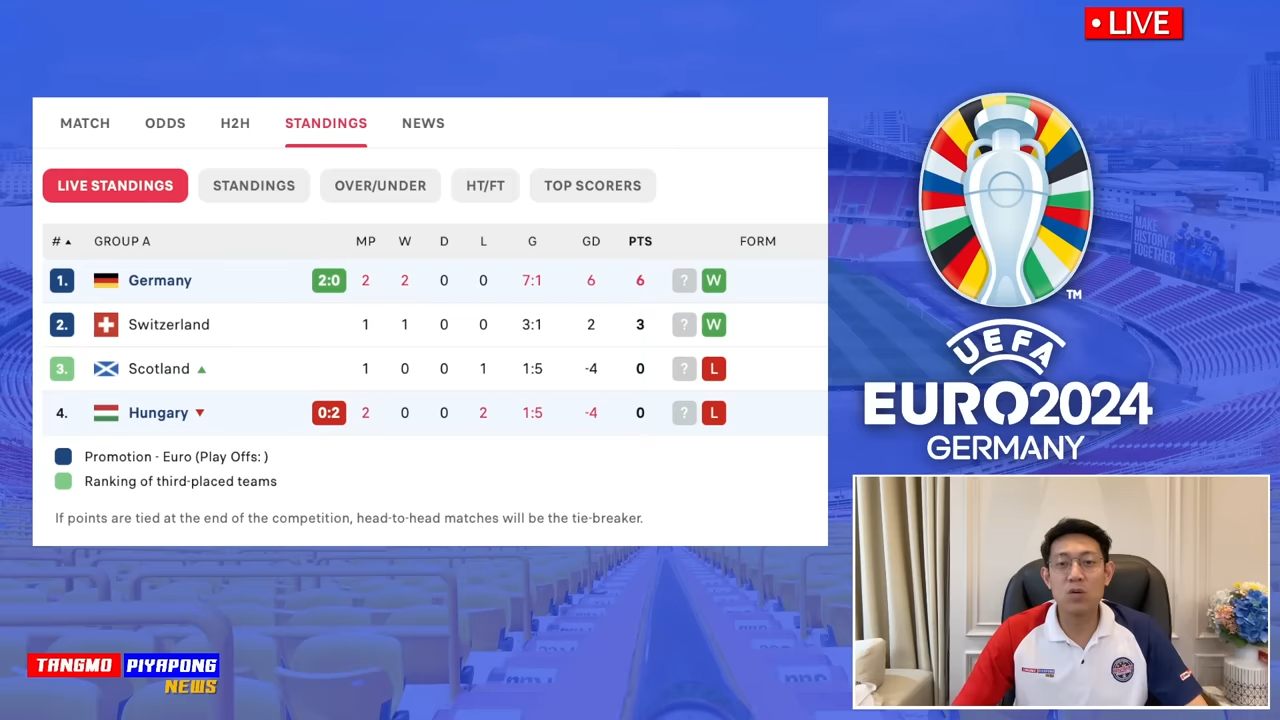 • LIVE
MATCH ODDS H2H STANDINGS NEWS
LIVE STANDINGS STANDINGS OVER/UNDER HT/FT TOP SCORERS
# GROUP A MP W D L G GD PTS FORM
1. Germany 2:0 2 2 0 0 7:1 6 6 ? W
2. Switzerland 1 1 0 0 3:1 2 3 ? W
3. Scotland 1 0 0 1 1:5 -4 0 ? L
4. Hungary 0:2 2 0 0 2 1:5 -4 0 ? L
Promotion - Euro (Play Offs: )
Ranking of third-placed teams
If points are tied at the end of the competition, head-to-head matches will be the tie-breaker.
MAKE
HISTORY
TOGETHER
TM
UEFA
EURO2024
GERMANY
TANGMO PIYAPONG
NEWS